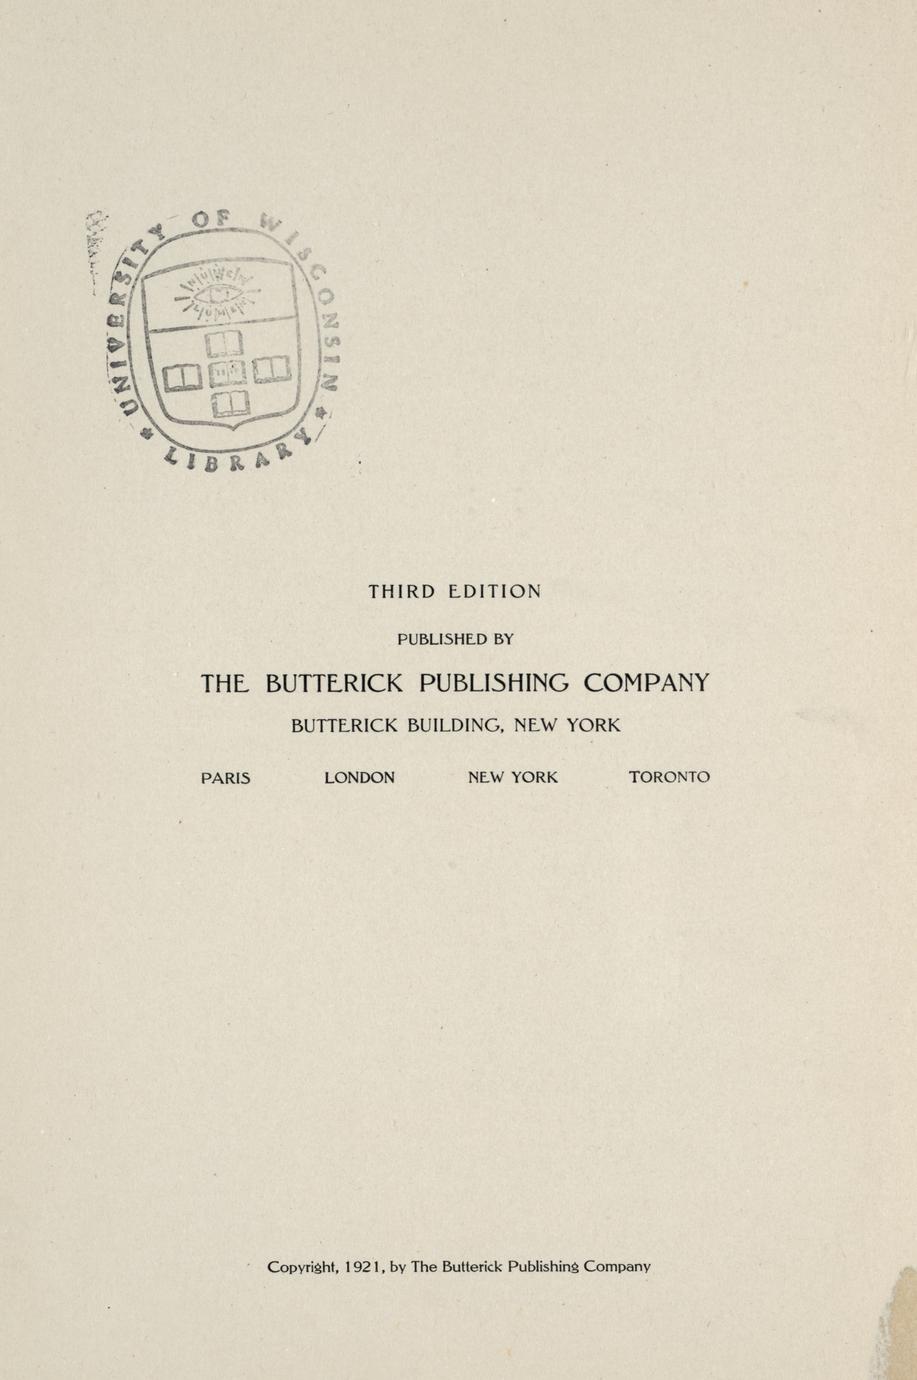 UNIVERSITY OF WISCONSIN
★ LIBRARY ★
THIRD EDITION
PUBLISHED BY
THE BUTTERICK PUBLISHING COMPANY
BUTTERICK BUILDING, NEW YORK
PARIS LONDON NEW YORK TORONTO
Copyright, 1921, by The Butterick Publishing Company